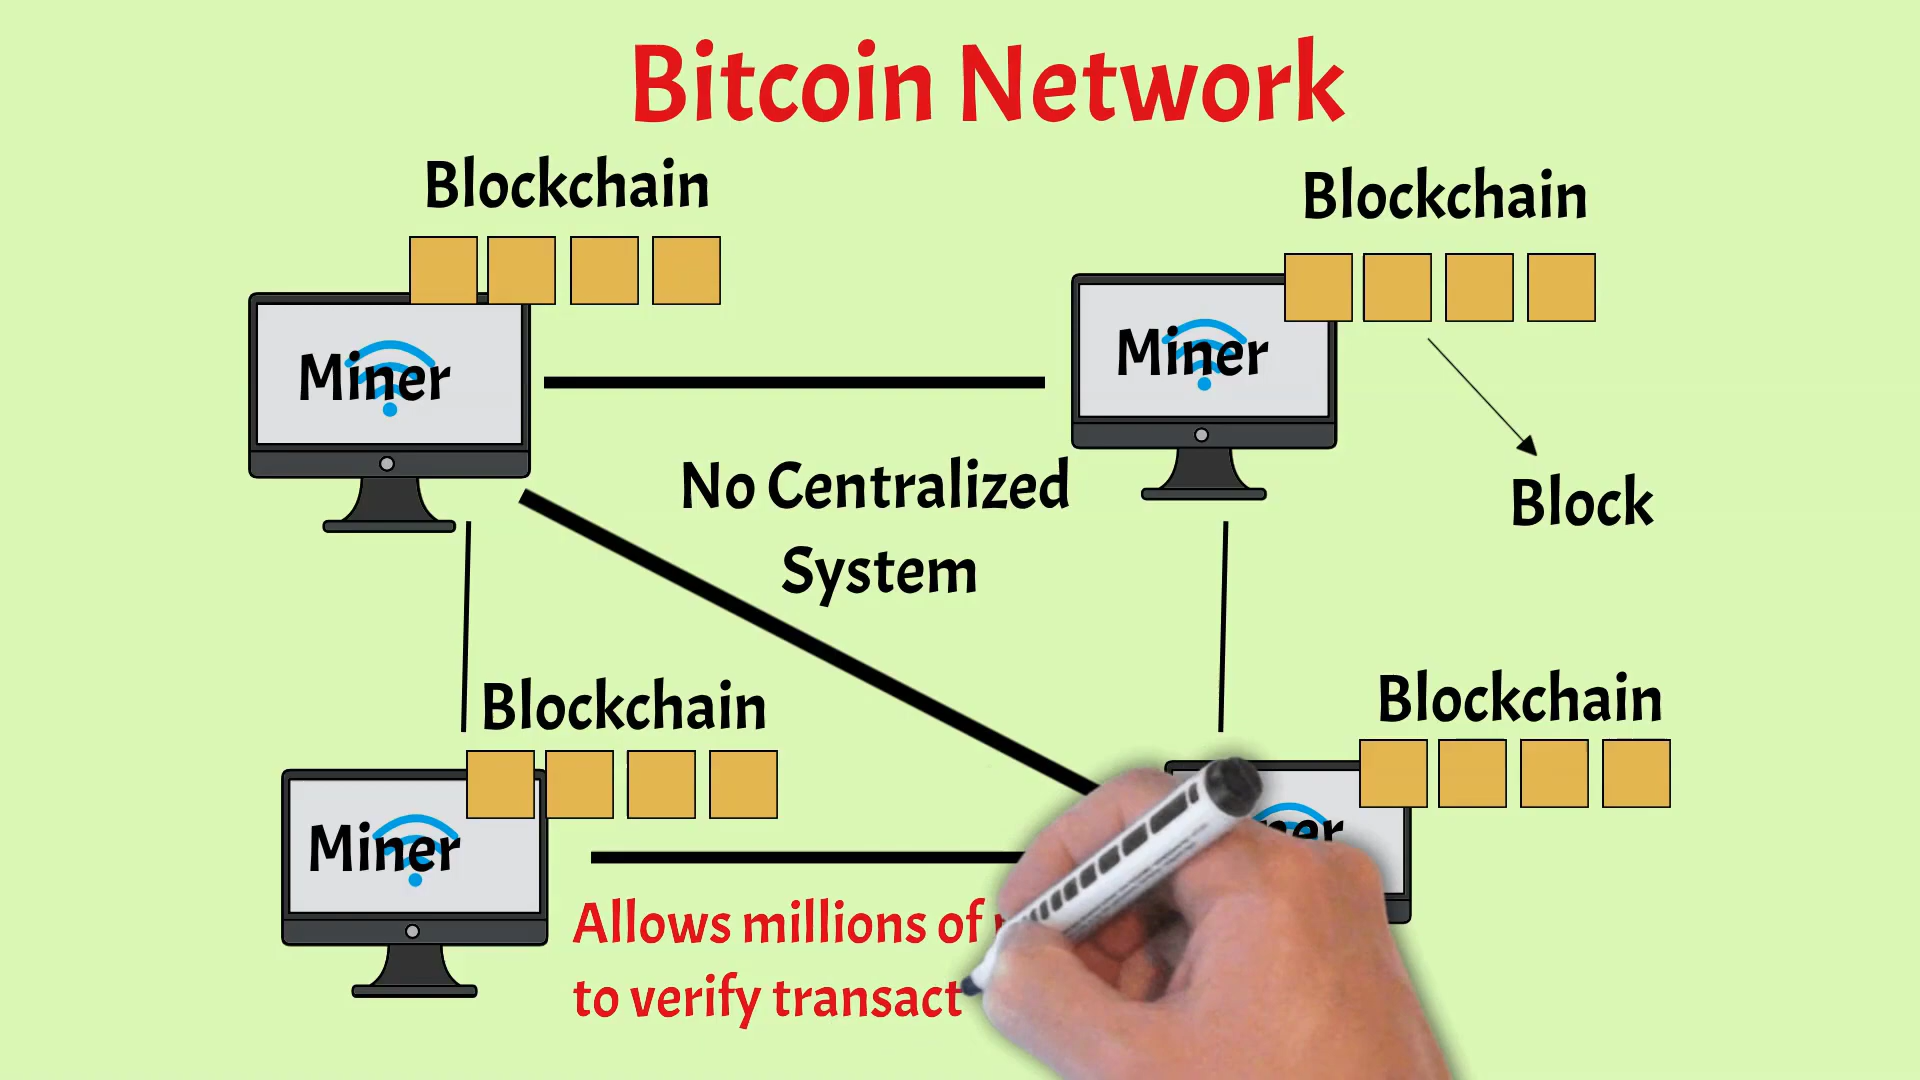 Bitcoin Network
Blockchain
Blockchain
Miner
Miner
No Centralized
System
Block
Blockchain
Blockchain
Miner
Allows millions of
to verify transact